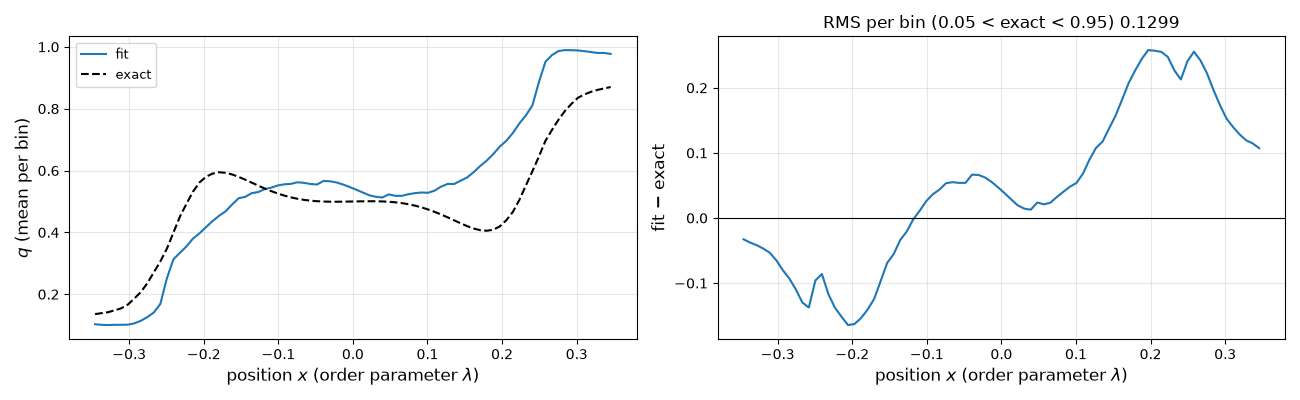 fit
exact
1.0
0.8
0.6
0.4
0.2
q (mean per bin)
−0.3 −0.2 −0.1 0.0 0.1 0.2 0.3
position x (order parameter λ)
RMS per bin (0.05 < exact < 0.95) 0.1299
0.2
0.1
0.0
−0.1
fit − exact
−0.3 −0.2 −0.1 0.0 0.1 0.2 0.3
position x (order parameter λ)